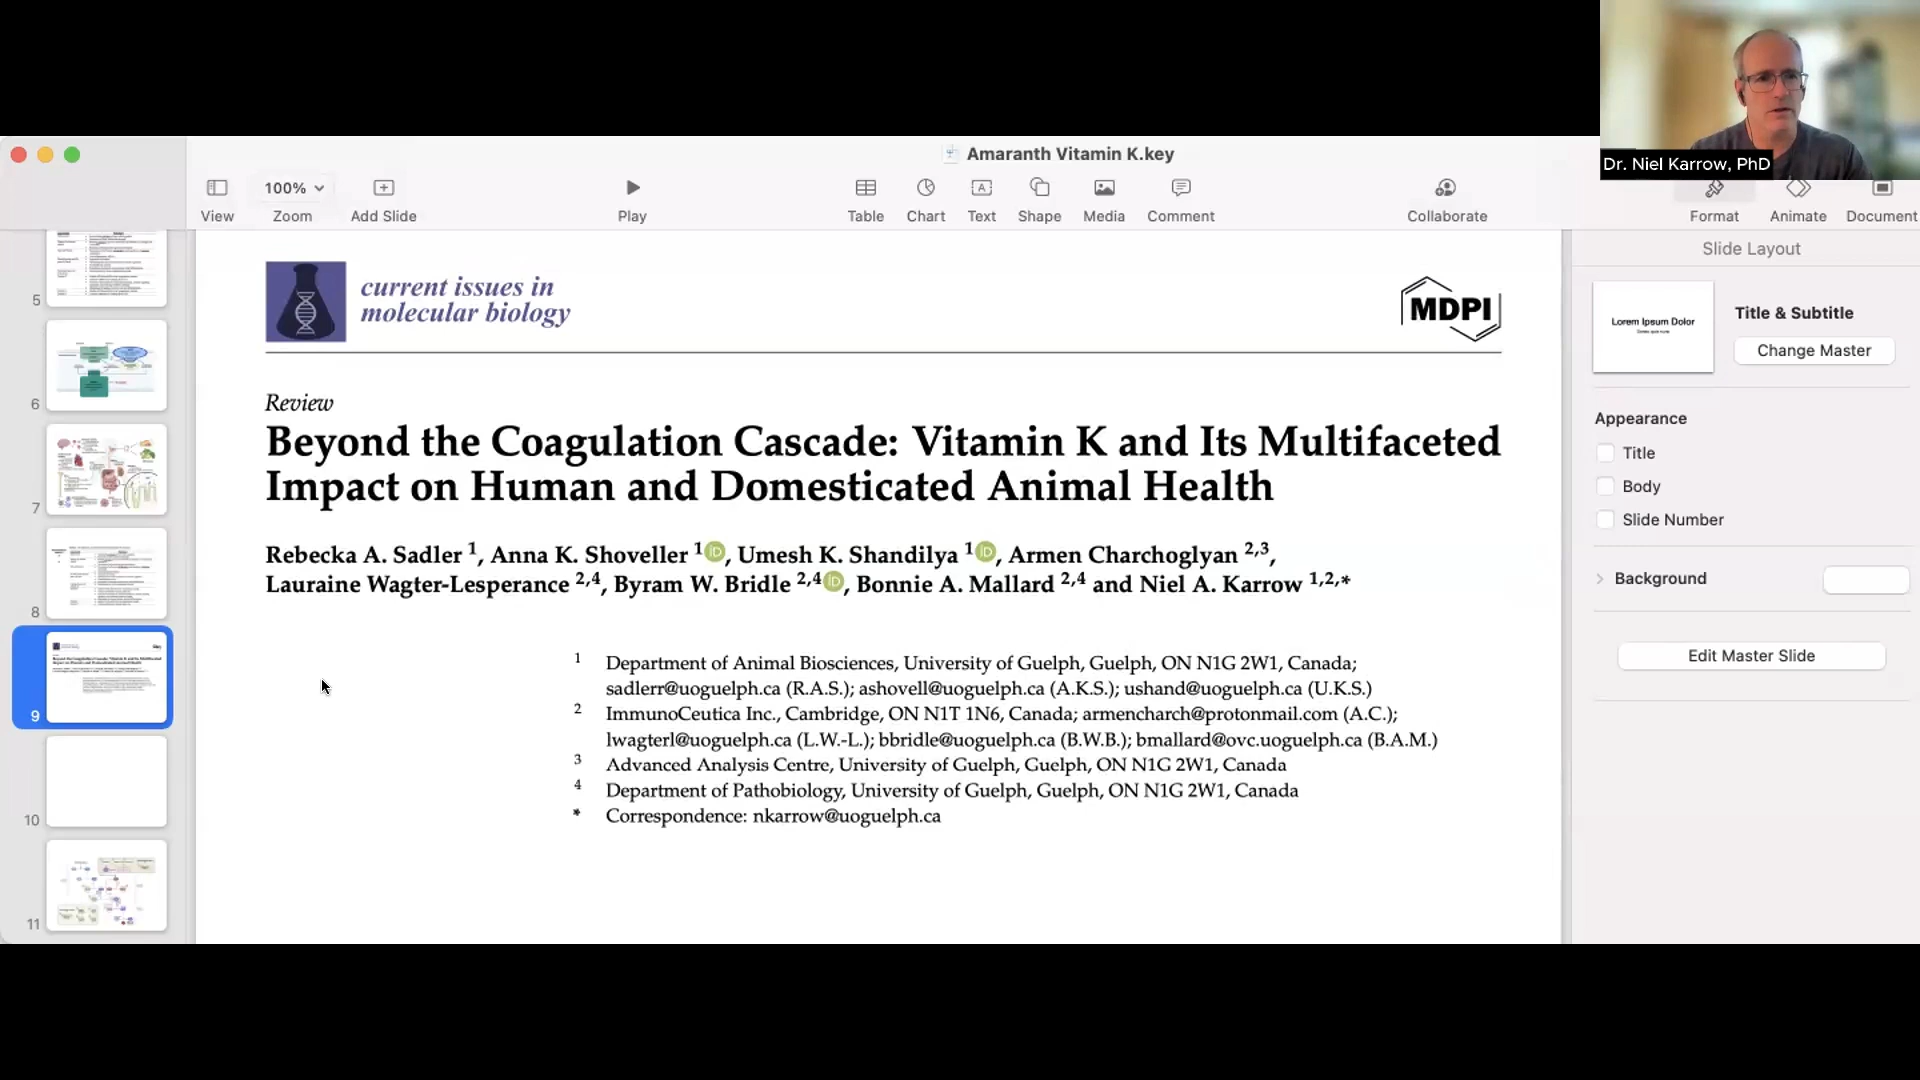 Dr. Niel Karrow, PhD
Amaranth Vitamin K.key
100%
View
Zoom
Add Slide
Play
Table
Chart
Text
Shape
Media
Comment
Collaborate
Format
Animate
Document
5
6
7
8
9
10
11
current issues in
molecular biology
MDPI
Review
Beyond the Coagulation Cascade: Vitamin K and Its Multifaceted
Impact on Human and Domesticated Animal Health
Rebecka A. Sadler 1, Anna K. Shoveller 1 iD, Umesh K. Shandilya 1 iD, Armen Charchoglyan 2,3,
Lauraine Wagter-Lesperance 2,4, Byram W. Bridle 2,4 iD, Bonnie A. Mallard 2,4 and Niel A. Karrow 1,2,*
1 Department of Animal Biosciences, University of Guelph, Guelph, ON N1G 2W1, Canada;
sadlerr@uoguelph.ca (R.A.S.); ashovell@uoguelph.ca (A.K.S.); ushand@uoguelph.ca (U.K.S.)
2 ImmunoCeutica Inc., Cambridge, ON N1T 1N6, Canada; armencharch@protonmail.com (A.C.);
lwagterl@uoguelph.ca (L.W.-L.); bbridle@uoguelph.ca (B.W.B.); bmallard@ovc.uoguelph.ca (B.A.M.)
3 Advanced Analysis Centre, University of Guelph, Guelph, ON N1G 2W1, Canada
4 Department of Pathobiology, University of Guelph, Guelph, ON N1G 2W1, Canada
* Correspondence: nkarrow@uoguelph.ca
Slide Layout
Lorem Ipsum Dolor
Title & Subtitle
Change Master
Appearance
Title
Body
Slide Number
Background
Edit Master Slide